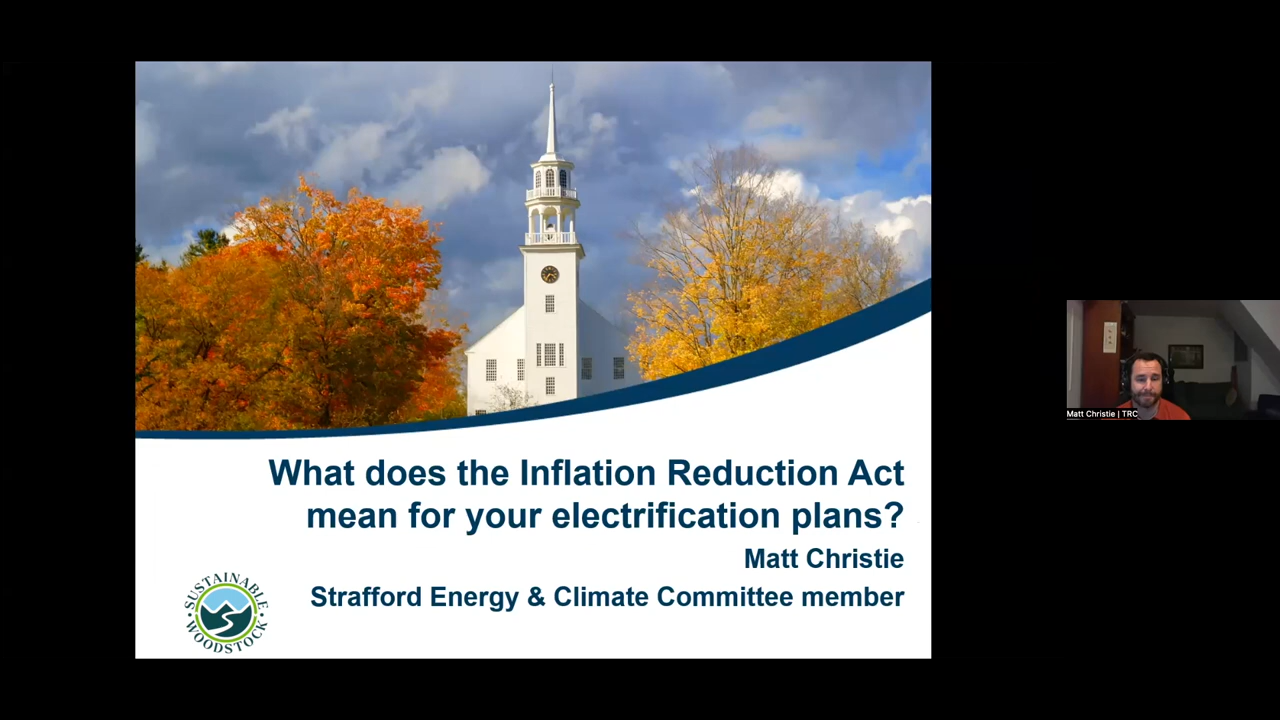 What does the Inflation Reduction Act
mean for your electrification plans?
Matt Christie
Strafford Energy & Climate Committee member
SUSTAINABLE
WOODSTOCK
Matt Christie | TRC